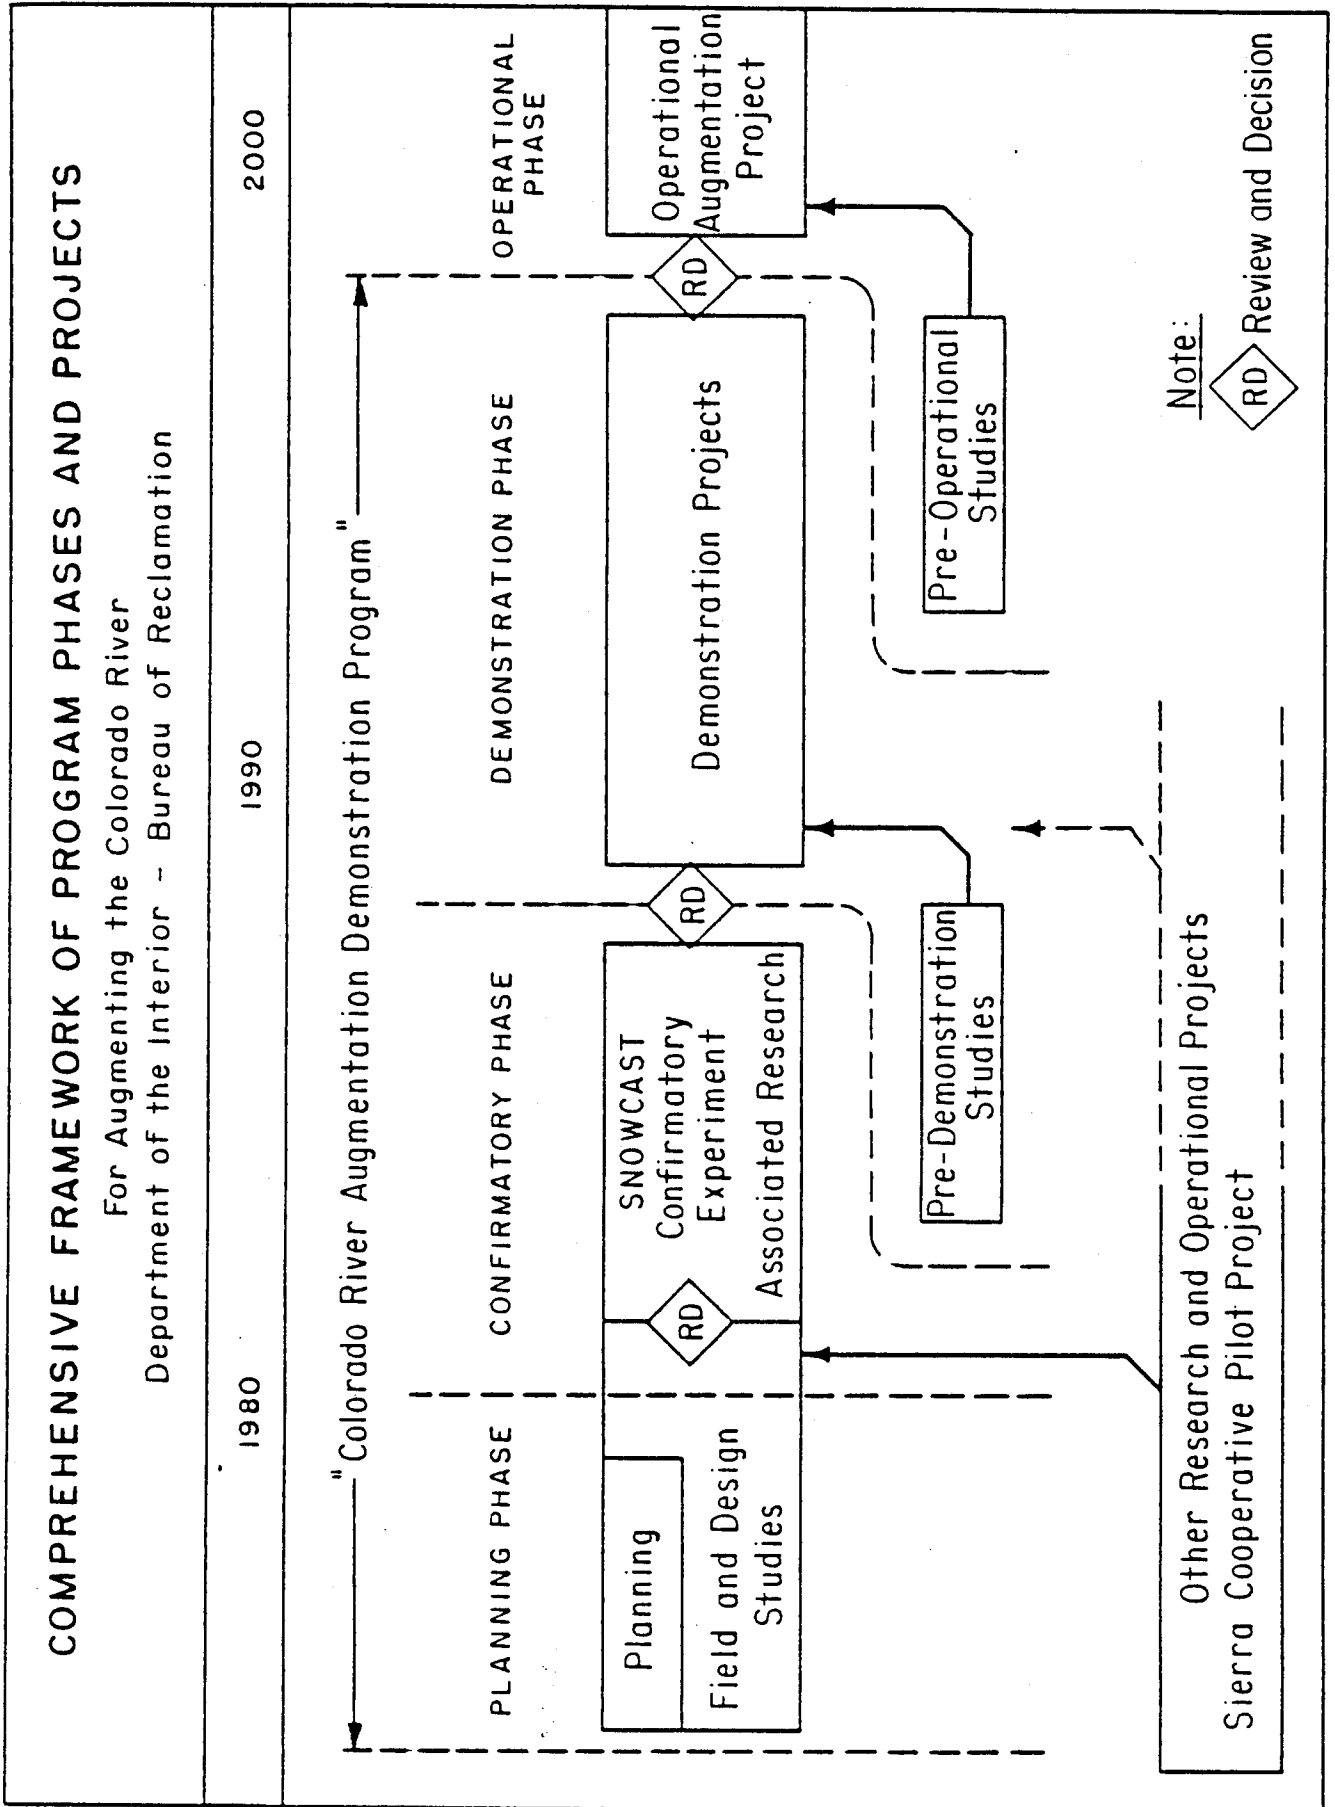 COMPREHENSIVE FRAMEWORK OF PROGRAM PHASES AND PROJECTS
For Augmenting the Colorado River
Department of the Interior - Bureau of Reclamation
1980
1990
2000
"Colorado River Augmentation Demonstration Program"
PLANNING PHASE
CONFIRMATORY PHASE
DEMONSTRATION PHASE
OPERATIONAL
PHASE
Planning
Field and Design
Studies
RD
SNOWCAST
Confirmatory
Experiment
Associated Research
RD
Demonstration Projects
RD
Operational
Augmentation
Project
Pre-Demonstration
Studies
Pre-Operational
Studies
Other Research and Operational Projects
Sierra Cooperative Pilot Project
Note:
RD Review and Decision